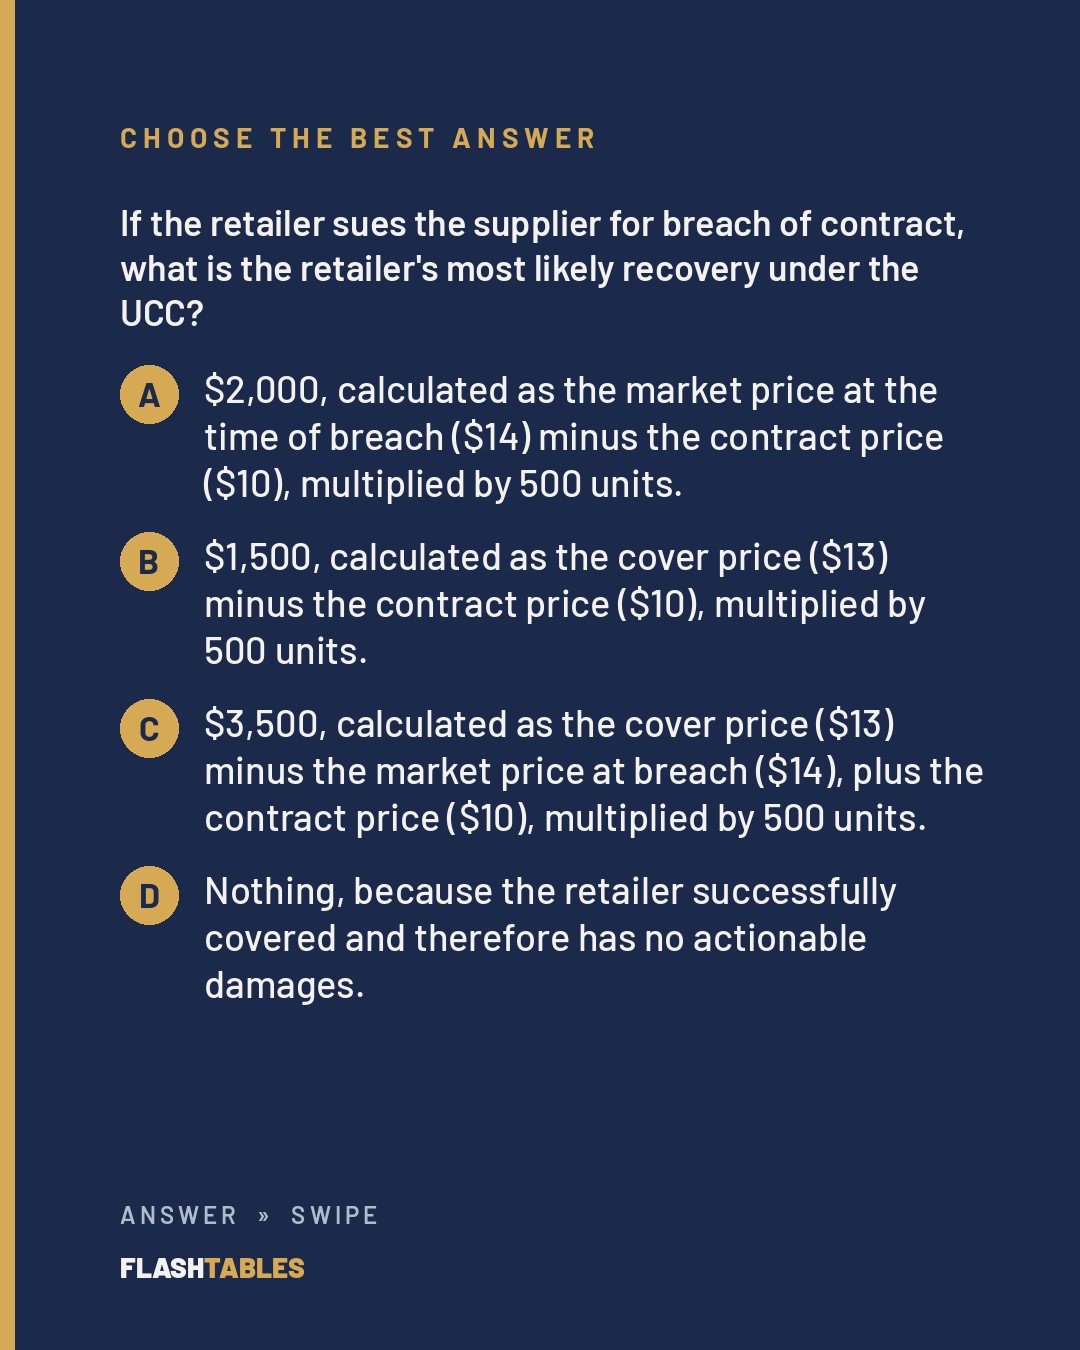 CHOOSE THE BEST ANSWER
If the retailer sues the supplier for breach of contract,
what is the retailer's most likely recovery under the
UCC?
A $2,000, calculated as the market price at the
time of breach ($14) minus the contract price
($10), multiplied by 500 units.
B $1,500, calculated as the cover price ($13)
minus the contract price ($10), multiplied by
500 units.
C $3,500, calculated as the cover price ($13)
minus the market price at breach ($14), plus the
contract price ($10), multiplied by 500 units.
D Nothing, because the retailer successfully
covered and therefore has no actionable
damages.
ANSWER » SWIPE
FLASHTABLES